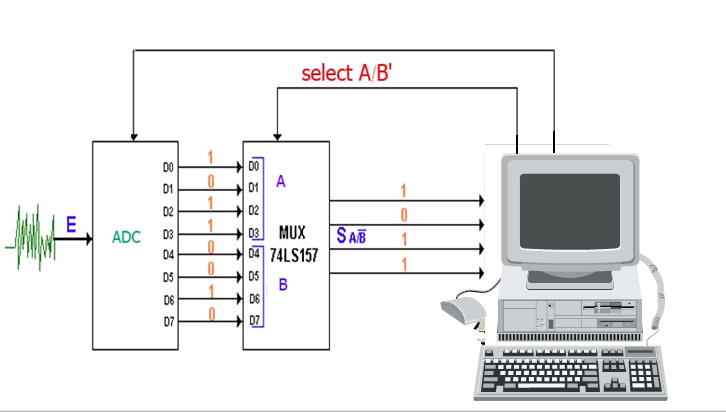 select A/B'
E
ADC
D0
D1
D2
D3
D4
D5
D6
D7
1
0
1
1
0
0
1
0
D0
D1
D2
D3
D4
D5
D6
D7
A
B
MUX
74LS157
S A/B̅
1
0
1
1